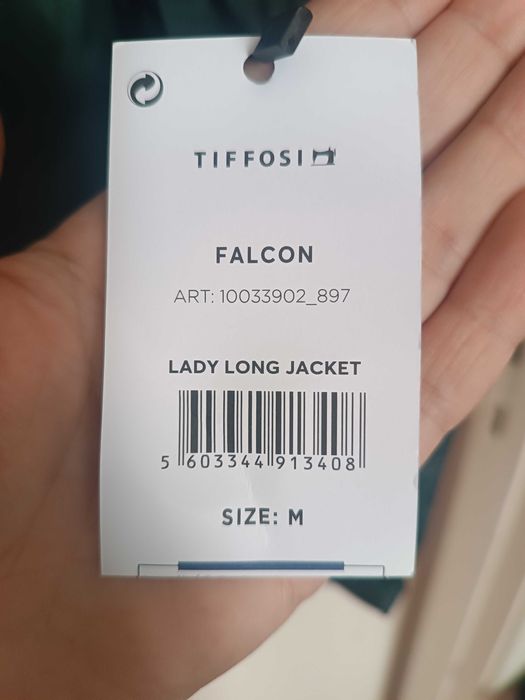 TIFFOSI
FALCON
ART: 10033902_897
LADY LONG JACKET
5 603344 913408
SIZE: M